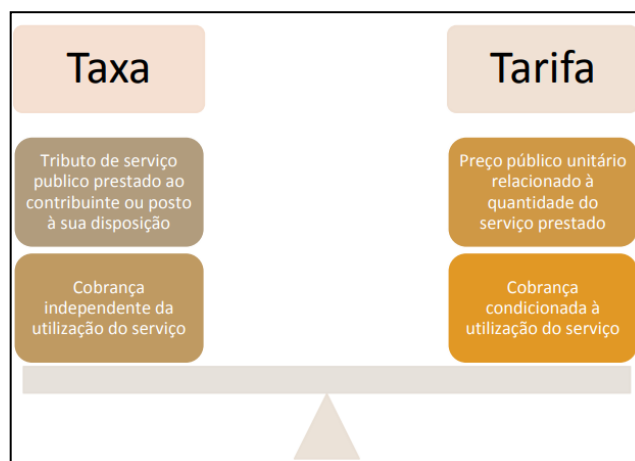 Taxa
Tributo de serviço
publico prestado ao
contribuinte ou posto
à sua disposição
Cobrança
independente da
utilização do serviço
Tarifa
Preço público unitário
relacionado à
quantidade do
serviço prestado
Cobrança
condicionada à
utilização do serviço